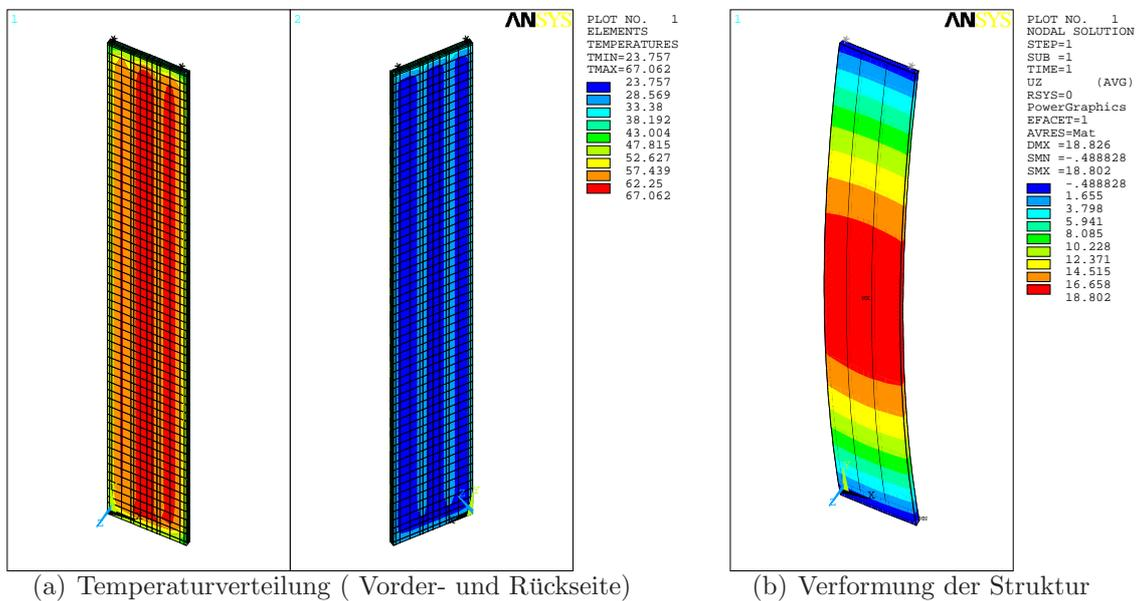 1
2
ANSYS
PLOT NO. 1
ELEMENTS
TEMPERATURES
TMIN=23.757
TMAX=67.062
23.757
28.569
33.38
38.192
43.004
47.815
52.627
57.439
62.25
67.062
1
ANSYS
PLOT NO. 1
NODAL SOLUTION
STEP=1
SUB =1
TIME=1
UZ (AVG)
RSYS=0
PowerGraphics
EFACET=1
AVRES=Mat
DMX =18.826
SMN =-.488828
SMX =18.802
-.488828
1.655
3.798
5.941
8.085
10.228
12.371
14.515
16.658
18.802
(a) Temperaturverteilung ( Vorder- und Rückseite)
(b) Verformung der Struktur